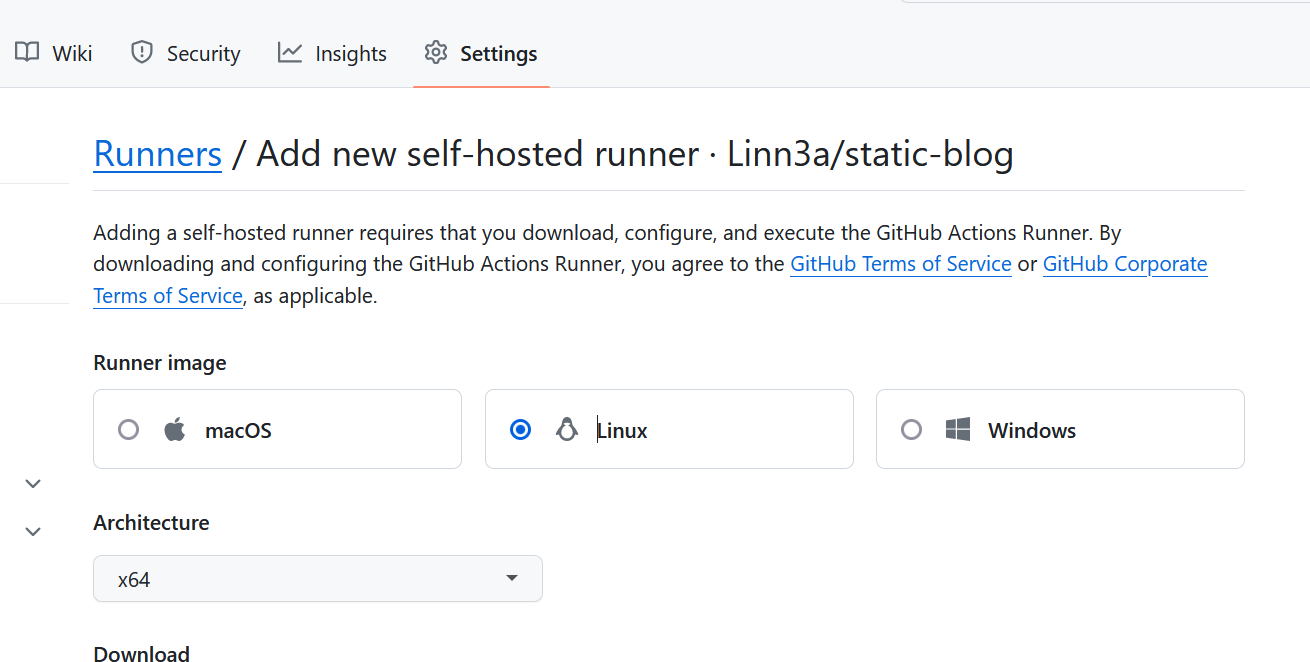 Wiki Security Insights Settings
Runners / Add new self-hosted runner · Linn3a/static-blog
Adding a self-hosted runner requires that you download, configure, and execute the GitHub Actions Runner. By
downloading and configuring the GitHub Actions Runner, you agree to the GitHub Terms of Service or GitHub Corporate
Terms of Service, as applicable.
Runner image
macOS Linux Windows
Architecture
x64
Download